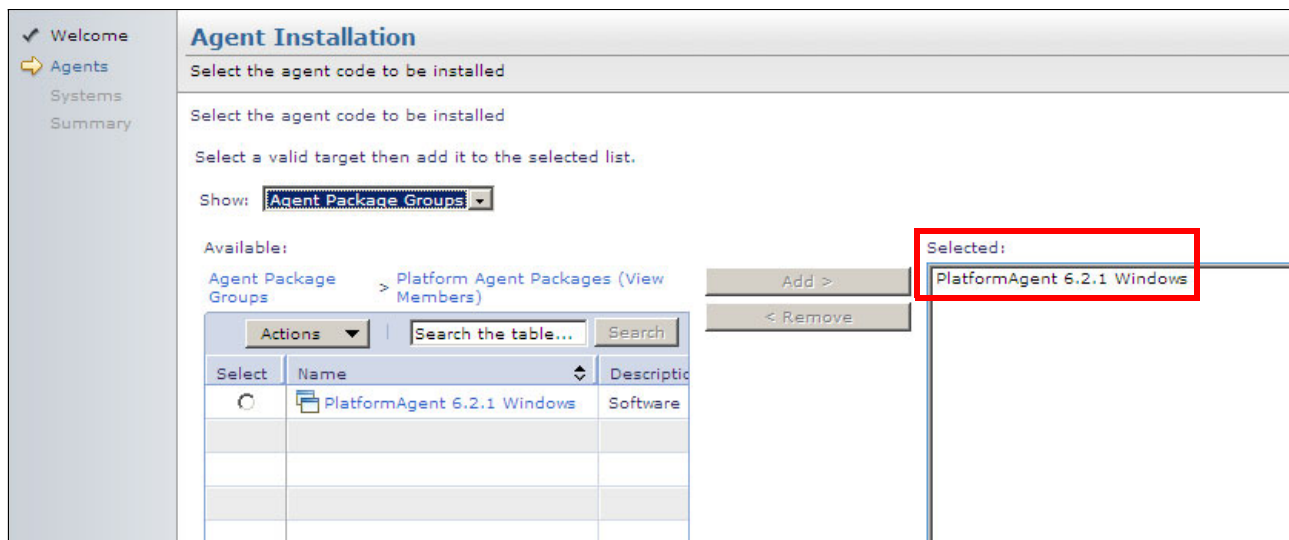 Welcome
Agents
Systems
Summary
Agent Installation
Select the agent code to be installed
Select the agent code to be installed
Select a valid target then add it to the selected list.
Show: Agent Package Groups
Available:
Agent Package Groups > Platform Agent Packages (View Members)
Actions Search the table... Search
Select Name Descriptio
PlatformAgent 6.2.1 Windows Software
Add >
< Remove
Selected:
PlatformAgent 6.2.1 Windows